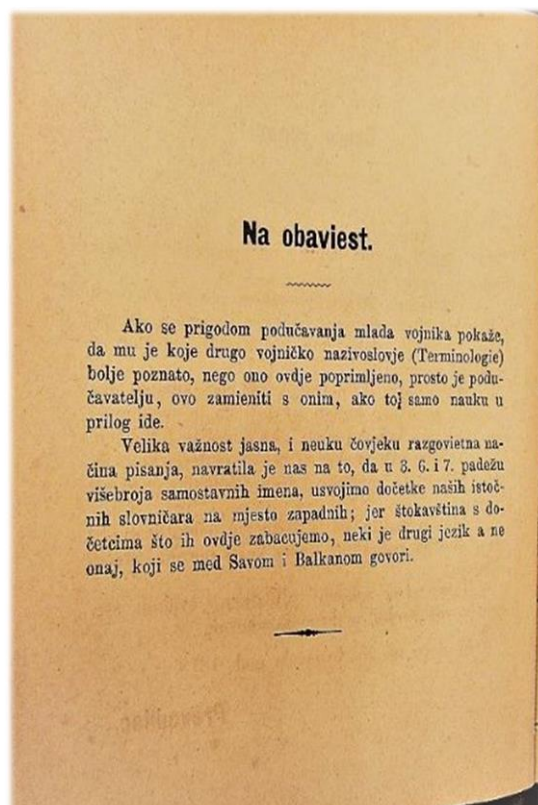 Na obaviest.
Ako se prigodom podučavanja mlada vojnika pokaže,
da mu je koje drugo vojničko nazivoslovje (Terminologie)
bolje poznato, nego ono ovdje poprimljeno, prosto je podu-
čavatelju, ovo zamieniti s onim, ako to samo nauku u
prilog ide.
Velika važnost jasna, i neuku čovjeku razgovietna na-
čina pisanja, navratila je nas na to, da u 3. 6. i 7. padežu
višebroja samostavnih imena, usvojimo dočetke naših istoč-
nih slovničara na mjesto zapadnih; jer štokavština s do-
četcima što ih ovdje zabacujemo, neki je drugi jezik a ne
onaj, koji se med Savom i Balkanom govori.